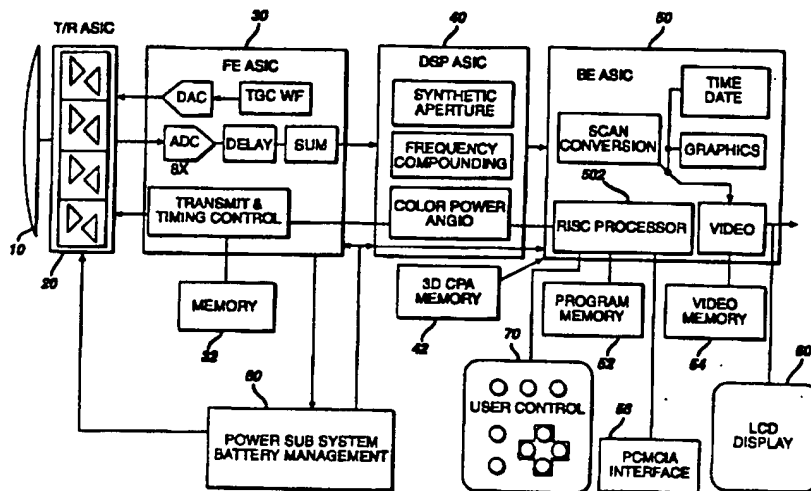 T/R ASIC
30
40
50
FE ASIC
DSP ASIC
BE ASIC
DAC
TGC WF
SYNTHETIC
APERTURE
TIME
DATE
ADC
8X
DELAY
SUM
FREQUENCY
COMPOUNDING
SCAN
CONVERSION
GRAPHICS
502
TRANSMIT &
TIMING CONTROL
COLOR POWER
ANGIO
RISC PROCESSOR
VIDEO
10
20
MEMORY
32
3D CPA
MEMORY
42
PROGRAM
MEMORY
52
VIDEO
MEMORY
54
70
USER CONTROL
POWER SUB SYSTEM
BATTERY MANAGEMENT
56
PCMCIA
INTERFACE
LCD
DISPLAY